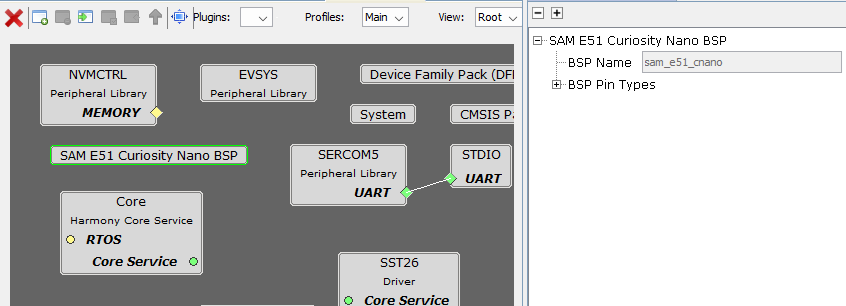 Plugins:
Profiles:
Main
View:
Root
NVMCTRL
Peripheral Library
MEMORY
EVSYS
Peripheral Library
Device Family Pack (DF
System
CMSIS Pa
SAM E51 Curiosity Nano BSP
SERCOM5
Peripheral Library
UART
STDIO
UART
Core
Harmony Core Service
RTOS
Core Service
SST26
Driver
Core Service
SAM E51 Curiosity Nano BSP
BSP Name
sam_e51_cnano
BSP Pin Types